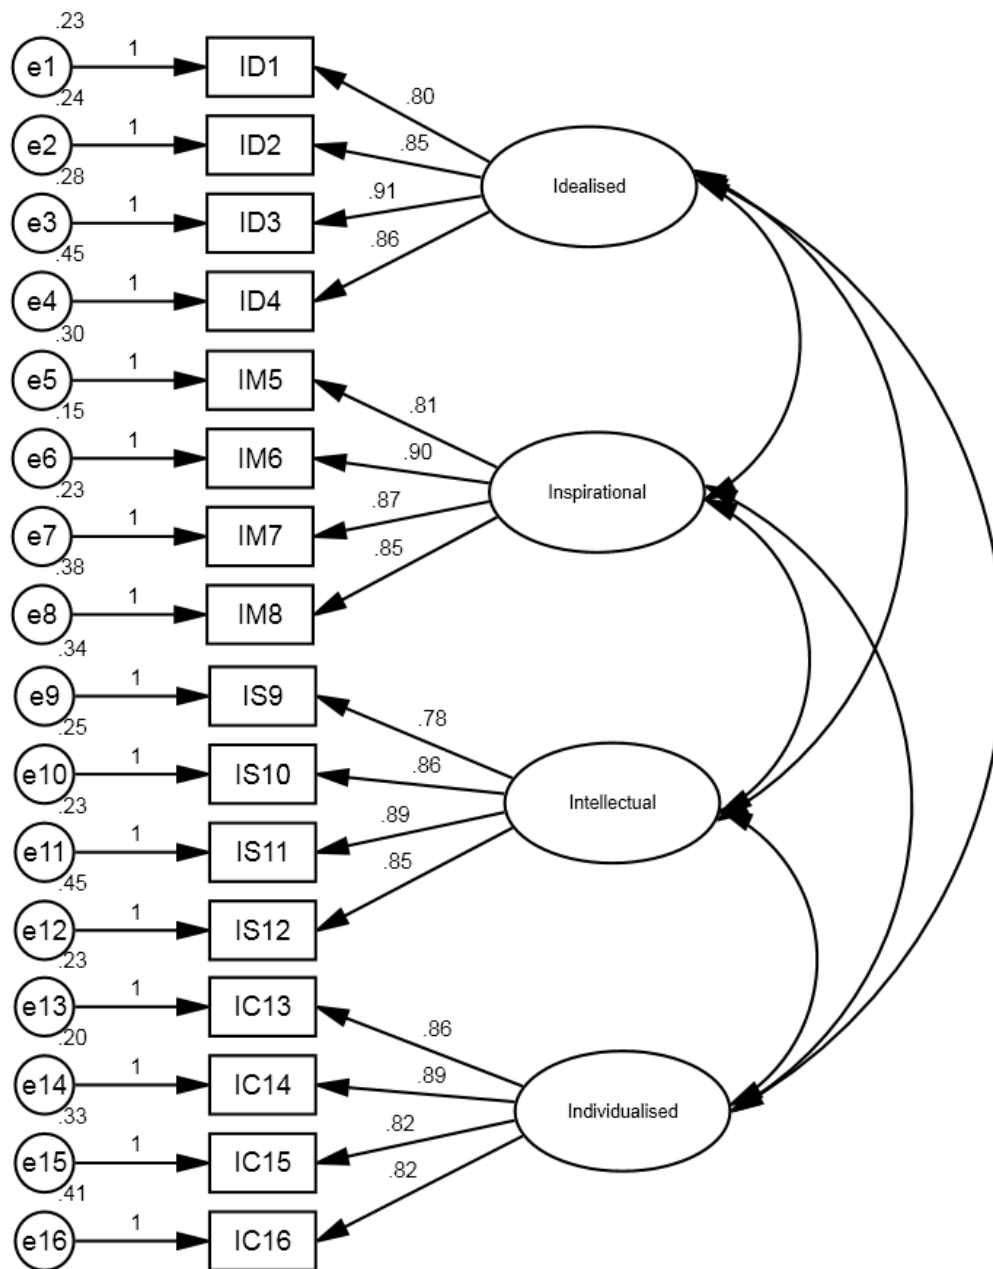 .23
e1 1 ID1
.80
.24
e2 1 ID2
.85
Idealised
.28
e3 1 ID3
.91
.45
e4 1 ID4
.86
.30
e5 1 IM5
.81
.15
e6 1 IM6
.90
Inspirational
.23
e7 1 IM7
.87
.38
e8 1 IM8
.85
.34
e9 1 IS9
.78
.25
e10 1 IS10
.86
Intellectual
.23
e11 1 IS11
.89
.45
e12 1 IS12
.85
.23
e13 1 IC13
.86
.20
e14 1 IC14
.89
Individualised
.33
e15 1 IC15
.82
.41
e16 1 IC16
.82